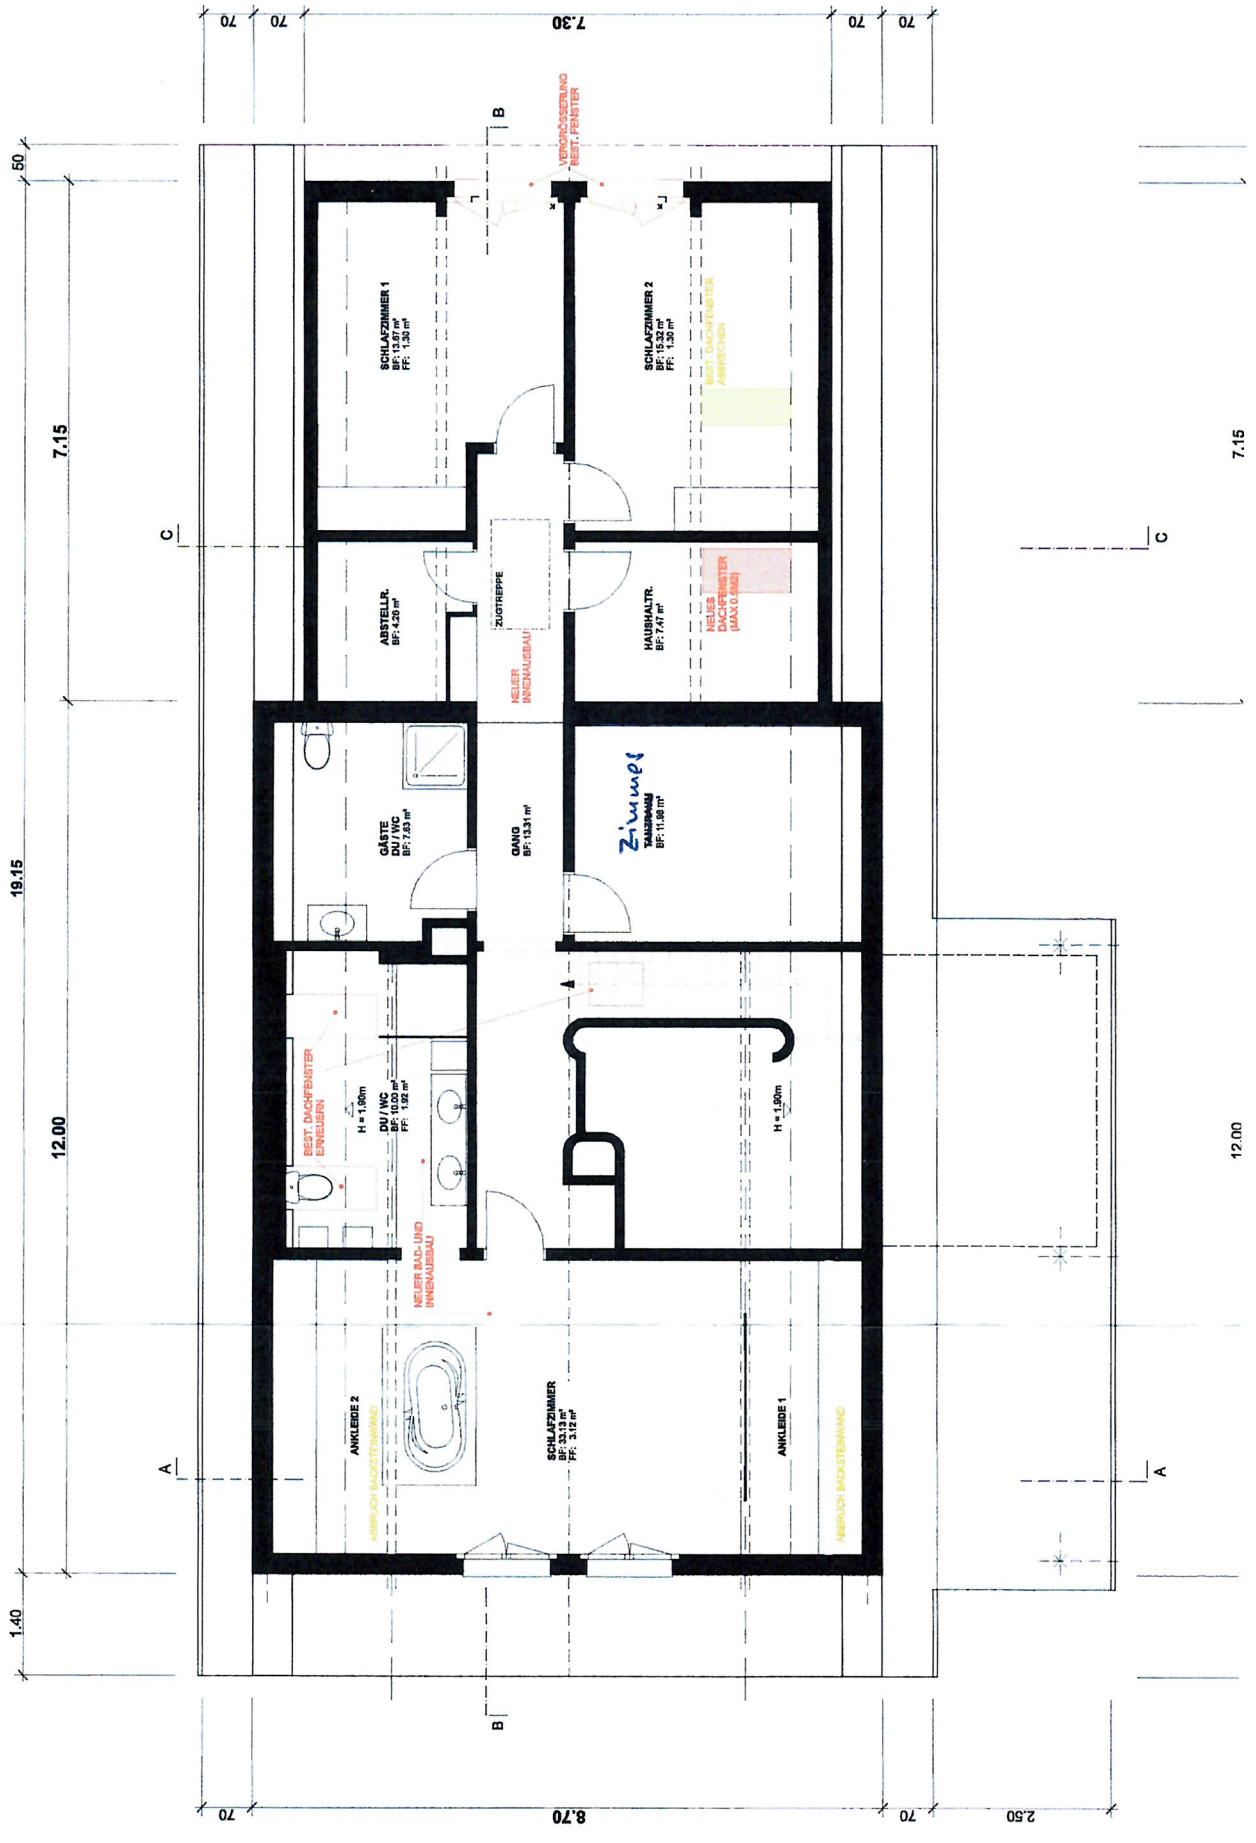 19.15
1.40
12.00
7.15
50
70
70
7.30
70
70
B
VERGRÖSSERUNG
BEST. FENSTER
SCHLAFZIMMER 1
BF: 13.87 m²
FF: 1.30 m²
SCHLAFZIMMER 2
BF: 15.32 m²
FF: 1.30 m²
BEST. DACHFENSTER
ABBRECHEN
C
C
ABSTELLR.
BF: 4.26 m²
ZUGTREPPE
NEUER
INNENAUSBAU
HAUSHALTR.
BF: 7.47 m²
NEUES
DACHFENSTER
(MAX 0.5M2)
GÄSTE
DU / WC
BF: 7.63 m²
GANG
BF: 13.31 m²
Zimmer
TANZRAUM
BF: 11.98 m²
BEST. DACHFENSTER
ERNEUERN
H = 1.90m
DU / WC
BF: 10.00 m²
FF: 1.92 m²
H = 1.90m
NEUER BAD- UND
INNENAUSBAU
ANKLEIDE 2
ABBRUCH BACKSTEINWAND
SCHLAFZIMMER
BF: 33.13 m²
FF: 3.12 m²
ANKLEIDE 1
ABBRUCH BACKSTEINWAND
A
A
B
70
8.70
70
2.50
12.00
7.15